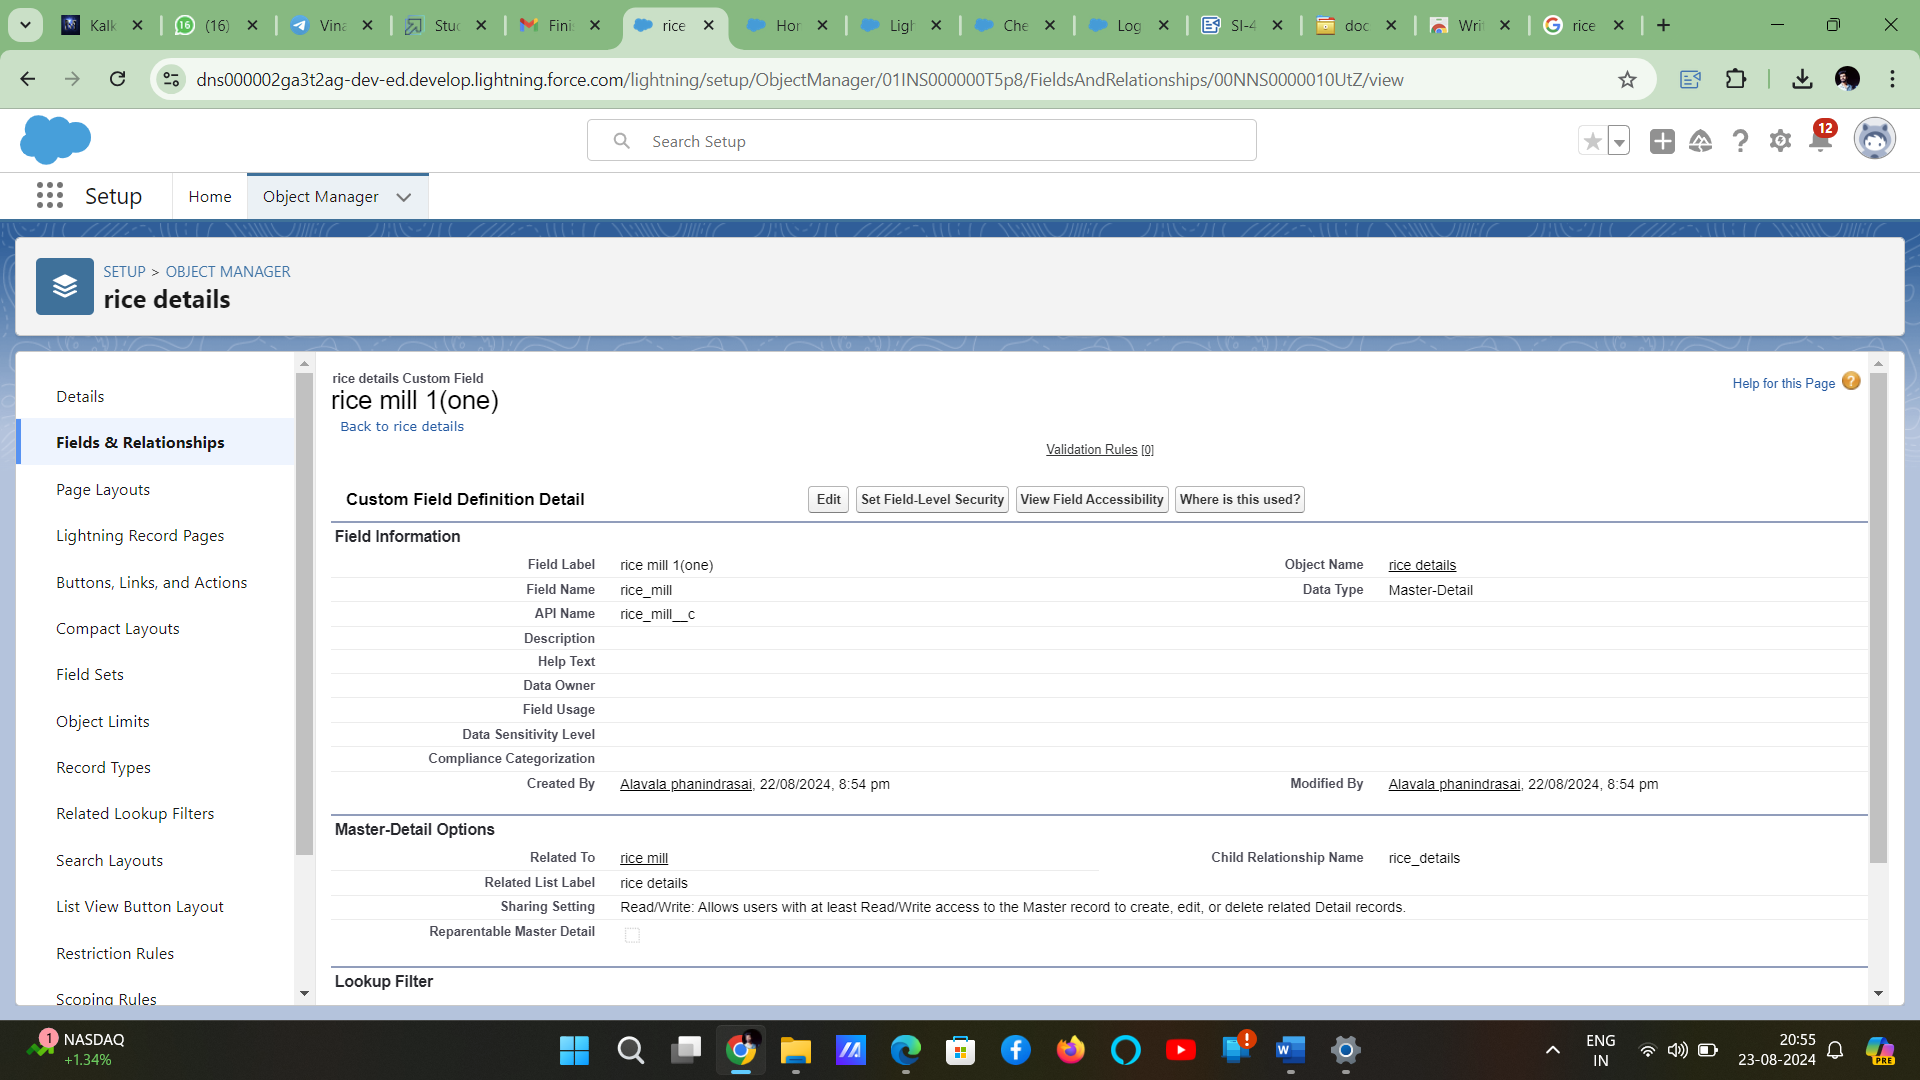 Kalk
(16)
Vina
Stuc
Finis
rice
Hor
Ligh
Che
Log
SI-4
doc
Writ
rice
dns000002ga3t2ag-dev-ed.develop.lightning.force.com/lightning/setup/ObjectManager/01INS000000T5p8/FieldsAndRelationships/00NNS0000010UtZ/view
Search Setup
12
Setup
Home
Object Manager
SETUP > OBJECT MANAGER
rice details
Details
Fields & Relationships
Page Layouts
Lightning Record Pages
Buttons, Links, and Actions
Compact Layouts
Field Sets
Object Limits
Record Types
Related Lookup Filters
Search Layouts
List View Button Layout
Restriction Rules
Scoping Rules
rice details Custom Field
rice mill 1(one)
Back to rice details
Help for this Page
Validation Rules [0]
Custom Field Definition Detail
Edit
Set Field-Level Security
View Field Accessibility
Where is this used?
Field Information
Field Label rice mill 1(one) Object Name rice details
Field Name rice_mill Data Type Master-Detail
API Name rice_mill__c
Description
Help Text
Data Owner
Field Usage
Data Sensitivity Level
Compliance Categorization
Created By Alavala phanindrasai, 22/08/2024, 8:54 pm Modified By Alavala phanindrasai, 22/08/2024, 8:54 pm
Master-Detail Options
Related To rice mill Child Relationship Name rice_details
Related List Label rice details
Sharing Setting Read/Write: Allows users with at least Read/Write access to the Master record to create, edit, or delete related Detail records.
Reparentable Master Detail
Lookup Filter
1
NASDAQ
+1.34%
ENG
IN
20:55
23-08-2024
PRE